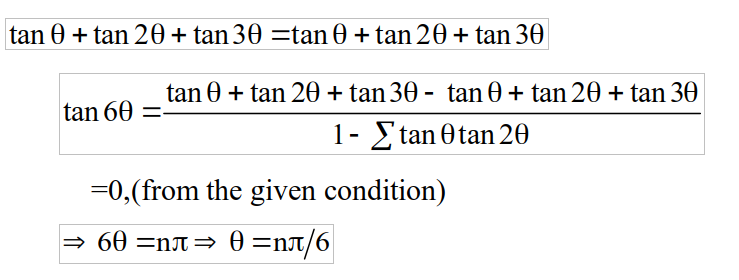 tan θ + tan 2θ + tan 3θ =tan θ + tan 2θ + tan 3θ
tan 6θ = (tan θ + tan 2θ + tan 3θ - tan θ + tan 2θ + tan 3θ)/(1- ∑ tan θ tan 2θ)
=0,(from the given condition)
⇒ 6θ =nπ ⇒ θ =nπ/6